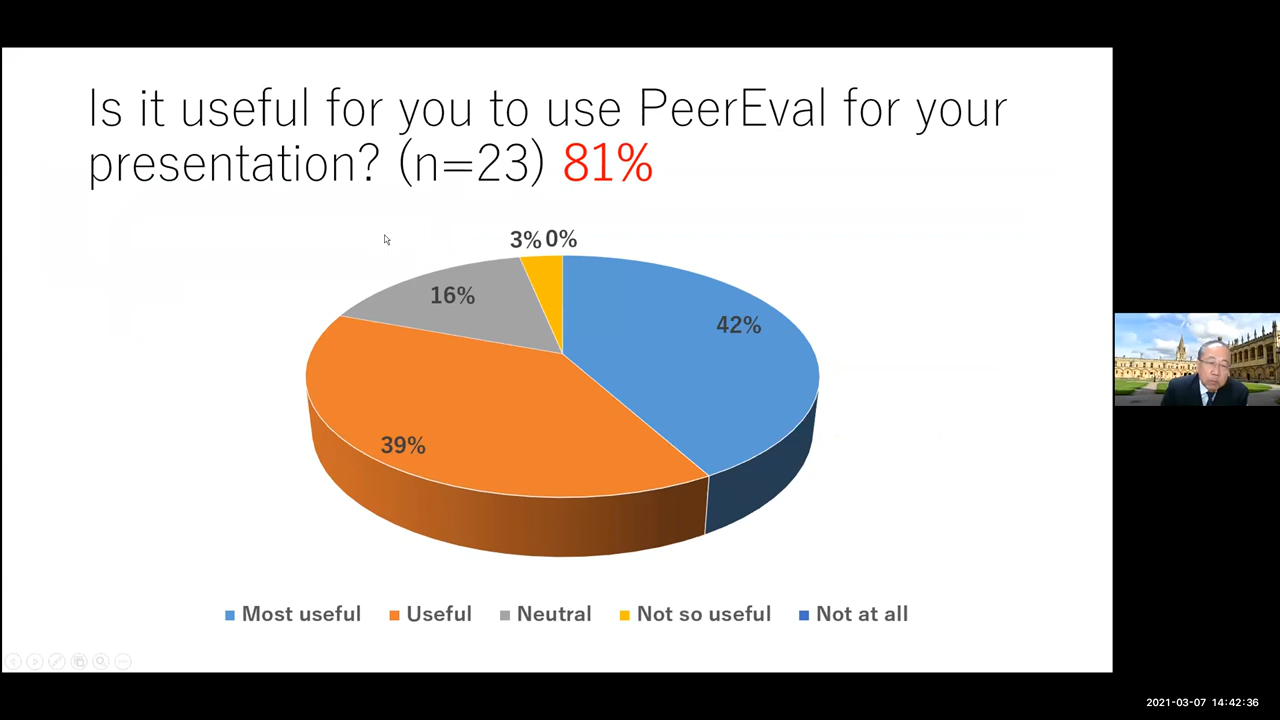 Is it useful for you to use PeerEval for your
presentation? (n=23) 81%
3% 0%
16%
42%
39%
Most useful Useful Neutral Not so useful Not at all
2021-03-07 14:42:36